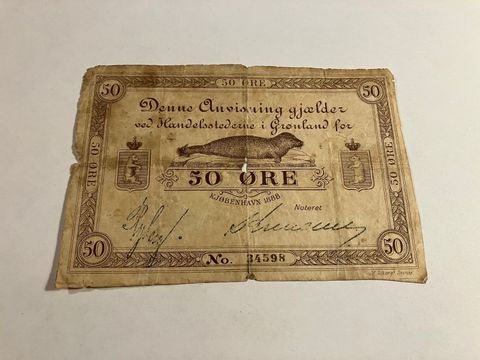 50 ØRE
50 50
Denne Anvisning gjælder
ved Handelsstederne i Grønland for
50 ØRE 50 ØRE
50 ØRE
KJØBENHAVN 1888
Noteret
50 50
No. 34598